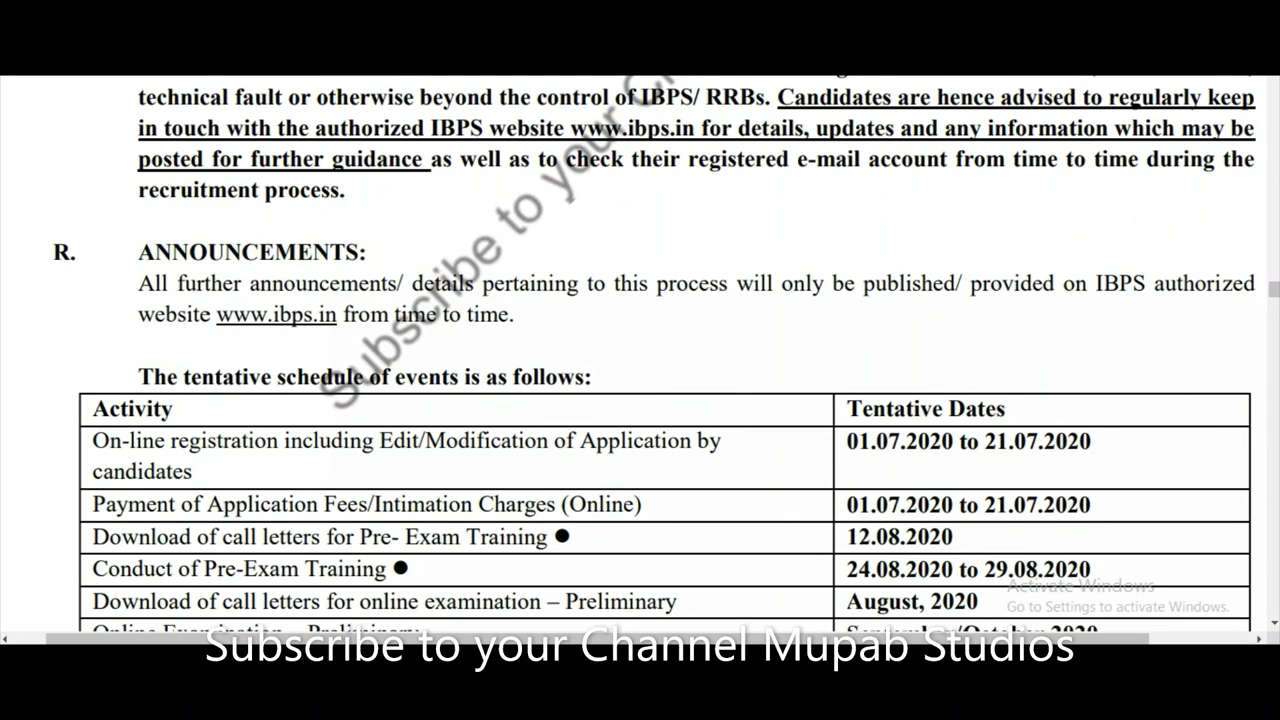 technical fault or otherwise beyond the control of IBPS/ RRBs. Candidates are hence advised to regularly keep
in touch with the authorized IBPS website www.ibps.in for details, updates and any information which may be
posted for further guidance as well as to check their registered e-mail account from time to time during the
recruitment process.
R. ANNOUNCEMENTS:
All further announcements/ details pertaining to this process will only be published/ provided on IBPS authorized
website www.ibps.in from time to time.
The tentative schedule of events is as follows:
Activity Tentative Dates
On-line registration including Edit/Modification of Application by 01.07.2020 to 21.07.2020
candidates
Payment of Application Fees/Intimation Charges (Online) 01.07.2020 to 21.07.2020
Download of call letters for Pre- Exam Training ● 12.08.2020
Conduct of Pre-Exam Training ● 24.08.2020 to 29.08.2020
Download of call letters for online examination – Preliminary August, 2020
Online Examination – Preliminary September/October 2020
Activate Windows
Go to Settings to activate Windows.
Subscribe to your
Subscribe to your Channel Mupab Studios